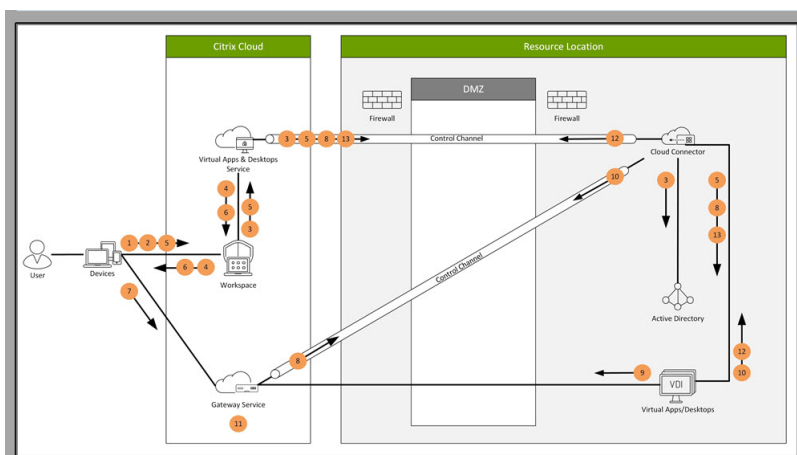 Citrix Cloud
Resource Location
DMZ
Firewall
Firewall
3 5 8 13
Control Channel
12
Virtual Apps & Desktops
Service
Cloud Connector
4
6
5
3
10
3
5
8
13
1 2 5
User
Devices
6 4
Workspace
Control Channel
7
Active Directory
8
9
12
10
VDI
Gateway Service
Virtual Apps/Desktops
11